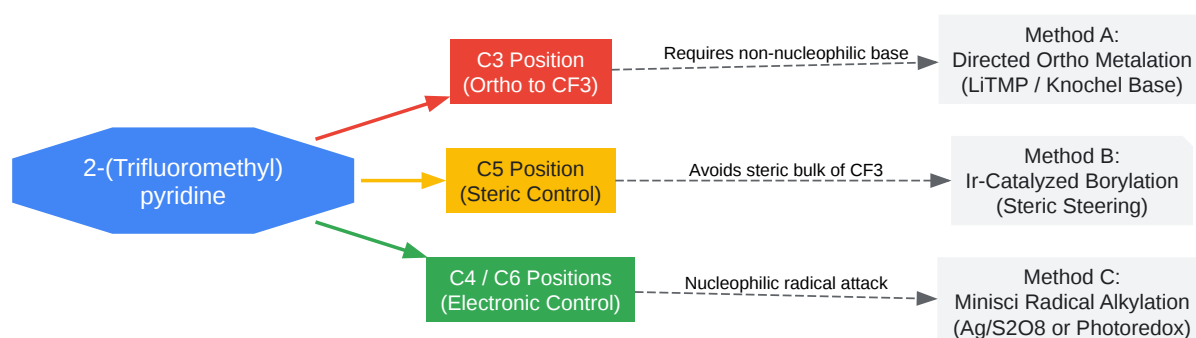 2-(Trifluoromethyl)
pyridine
C3 Position
(Ortho to CF3)
Requires non-nucleophilic base
Method A:
Directed Ortho Metalation
(LiTMP / Knochel Base)
C5 Position
(Steric Control)
Avoids steric bulk of CF3
Method B:
Ir-Catalyzed Borylation
(Steric Steering)
C4 / C6 Positions
(Electronic Control)
Nucleophilic radical attack
Method C:
Minisci Radical Alkylation
(Ag/S2O8 or Photoredox)